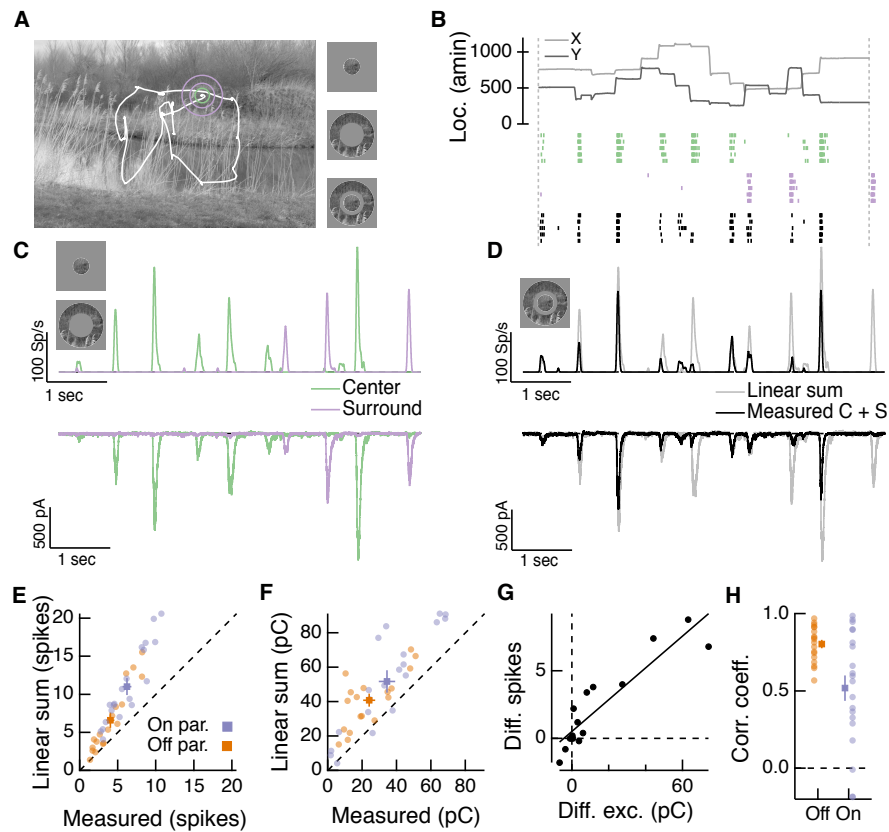 A
B
Loc. (amin)
1000
500
0
X
Y
C
100 Sp/s
1 sec
Center
Surround
500 pA
1 sec
D
100 Sp/s
1 sec
Linear sum
Measured C + S
500 pA
1 sec
E
Linear sum (spikes)
20
15
10
5
0
On par.
Off par.
0 5 10 15 20
Measured (spikes)
F
Linear sum (pC)
80
60
40
20
0
0 20 40 60 80
Measured (pC)
G
Diff. spikes
5
0
0 60
Diff. exc. (pC)
H
Corr. coeff.
1.0
0.5
0.0
Off On